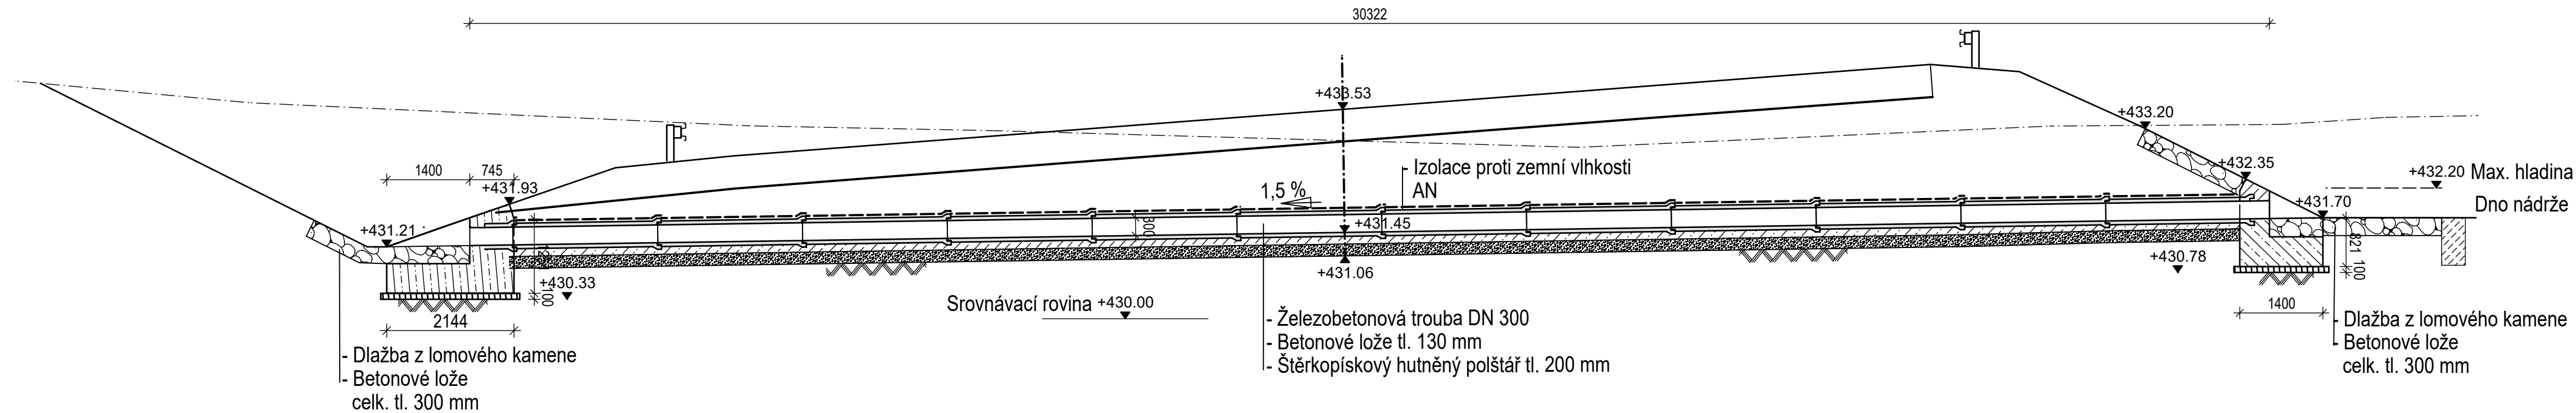 30322
+433.53
+433.20
1400
745
- Izolace proti zemní vlhkosti
AN
+432.35
+432.20 Max. hladina
+431.93
1,5 %
+431.70
Dno nádrže
+431.21
300
+431.45
821
+431.06
+430.78
100
+430.33
100
Srovnávací rovina +430.00
1400
2144
- Železobetonová trouba DN 300
- Betonové lože tl. 130 mm
- Štěrkopískový hutněný polštář tl. 200 mm
- Dlažba z lomového kamene
- Betonové lože
celk. tl. 300 mm
- Dlažba z lomového kamene
- Betonové lože
celk. tl. 300 mm